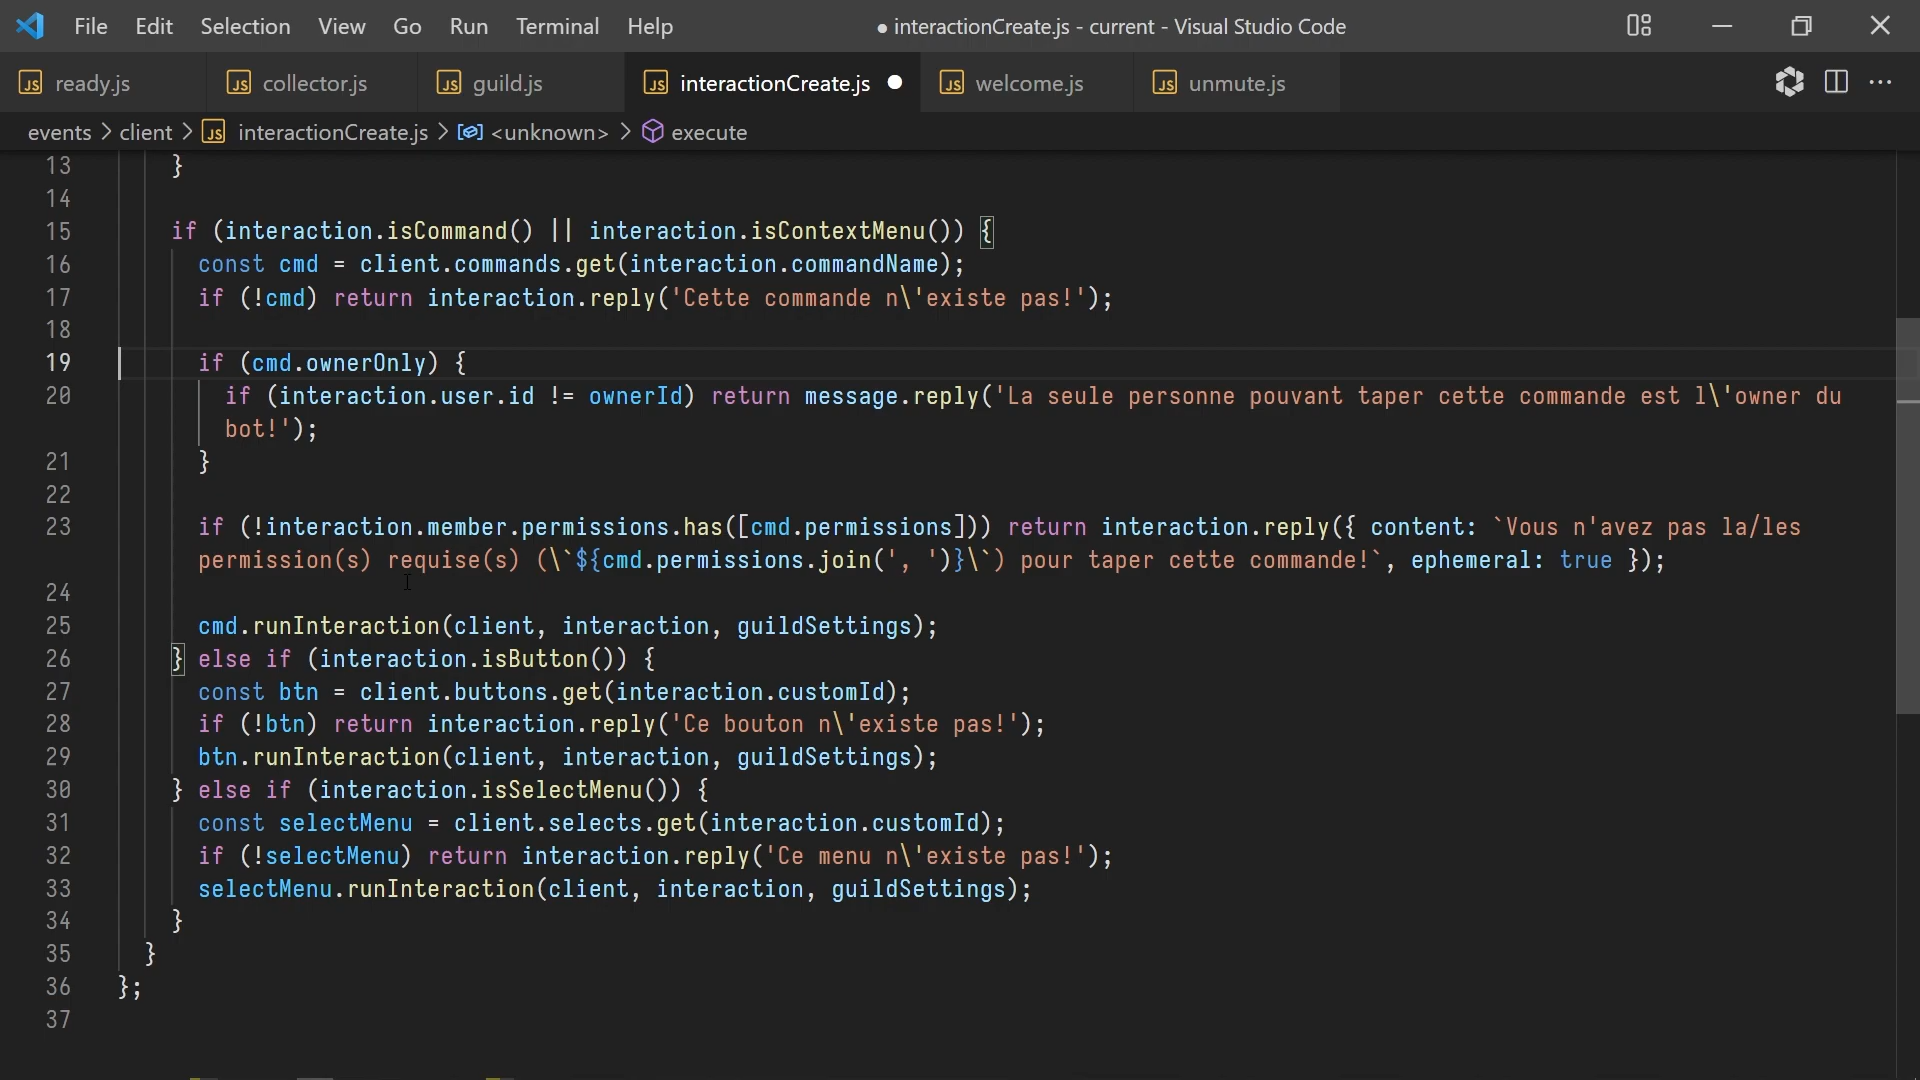 File Edit Selection View Go Run Terminal Help ● interactionCreate.js - current - Visual Studio Code
JS ready.js JS collector.js JS guild.js JS interactionCreate.js ● JS welcome.js JS unmute.js
events > client > JS interactionCreate.js > <unknown> > execute
13 }
14
15 if (interaction.isCommand() || interaction.isContextMenu()) {
16 const cmd = client.commands.get(interaction.commandName);
17 if (!cmd) return interaction.reply('Cette commande n\'existe pas!');
18
19 if (cmd.ownerOnly) {
20 if (interaction.user.id != ownerId) return message.reply('La seule personne pouvant taper cette commande est l\'owner du
bot!');
21 }
22
23 if (!interaction.member.permissions.has([cmd.permissions])) return interaction.reply({ content: `Vous n'avez pas la/les
permission(s) requise(s) (\`${cmd.permissions.join(', ')}\`) pour taper cette commande!`, ephemeral: true });
24
25 cmd.runInteraction(client, interaction, guildSettings);
26 } else if (interaction.isButton()) {
27 const btn = client.buttons.get(interaction.customId);
28 if (!btn) return interaction.reply('Ce bouton n\'existe pas!');
29 btn.runInteraction(client, interaction, guildSettings);
30 } else if (interaction.isSelectMenu()) {
31 const selectMenu = client.selects.get(interaction.customId);
32 if (!selectMenu) return interaction.reply('Ce menu n\'existe pas!');
33 selectMenu.runInteraction(client, interaction, guildSettings);
34 }
35 }
36 };
37